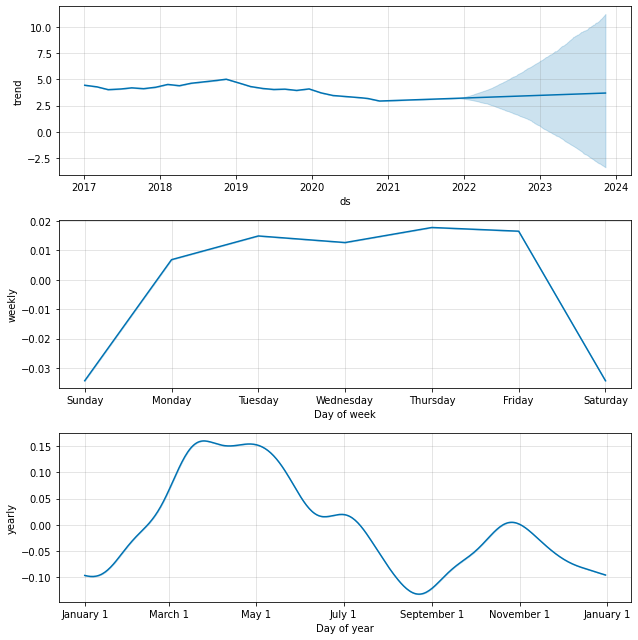 10.0
7.5
5.0
2.5
0.0
−2.5
trend
2017 2018 2019 2020 2021 2022 2023 2024
ds
0.02
0.01
0.00
−0.01
−0.02
−0.03
weekly
Sunday Monday Tuesday Wednesday Thursday Friday Saturday
Day of week
0.15
0.10
0.05
0.00
−0.05
−0.10
yearly
January 1 March 1 May 1 July 1 September 1 November 1 January 1
Day of year